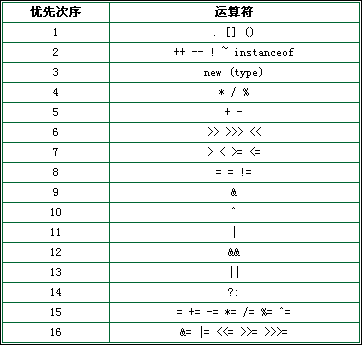 优先次序 运算符
1 . [] ()
2 ++ -- ! ~ instanceof
3 new (type)
4 * / %
5 + -
6 >> >>> <<
7 > < >= <=
8 = = !=
9 &
10 ^
11 |
12 &&
13 ||
14 ?:
15 = += -= *= /= %= ^=
16 &= |= <<= >>= >>>=